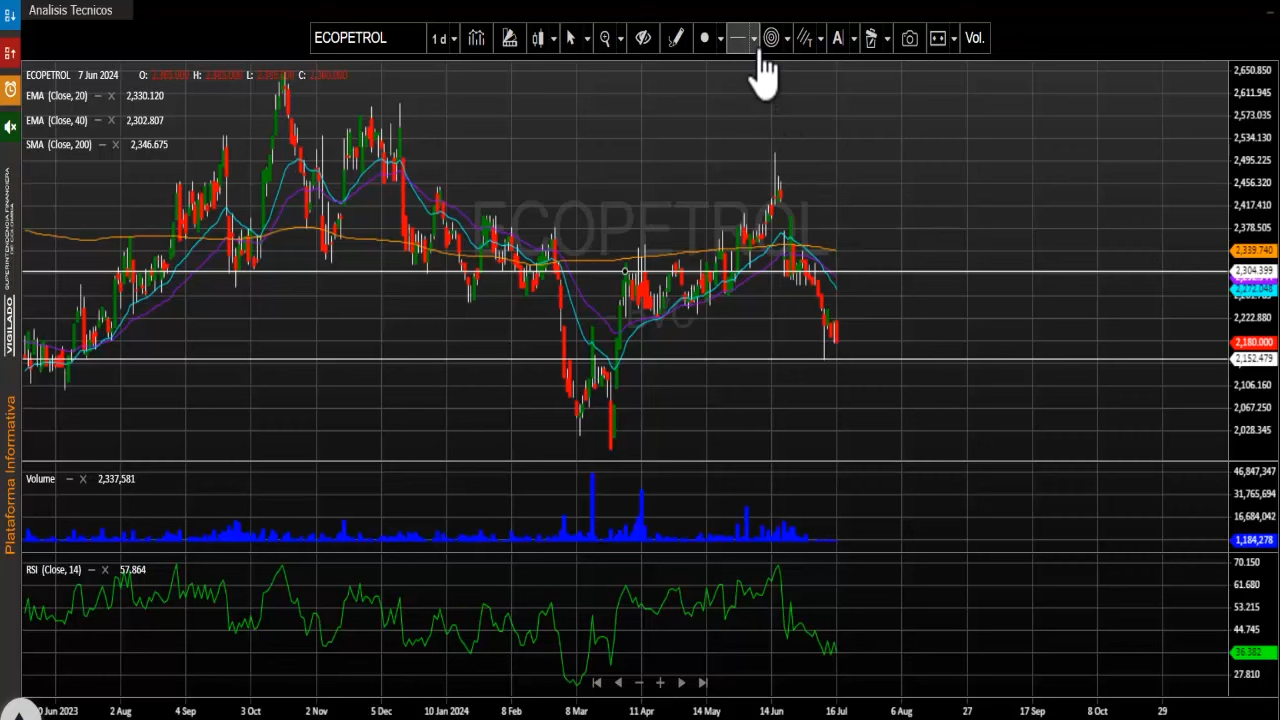 Analisis Tecnicos
ECOPETROL 1 d A Vol.
ECOPETROL 7 Jun 2024 O: H: L: C:
EMA (Close, 20) – X 2,330.120
EMA (Close, 40) – X 2,302.807
SMA (Close, 200) – X 2,346.675
ECOPETROL
2,650.850
2,611.945
2,573.035
2,534.130
2,495.225
2,456.320
2,417.410
2,378.505
2,339.740
2,304.399
2,272.048
2,222.880
2,180.000
2,152.479
2,106.160
2,067.250
2,028.345
Volume – X 2,337,581
46,847,347
31,765,694
16,684,042
1,184,278
RSI (Close, 14) – X 57.864
70.150
61.680
53.215
44.745
36.382
27.810
Jun 2023 2 Aug 4 Sep 3 Oct 2 Nov 5 Dec 10 Jan 2024 8 Feb 8 Mar 11 Apr 14 May 14 Jun 16 Jul 6 Aug 27 17 Sep 8 Oct 29
VIGILADO
Plataforma Informativa